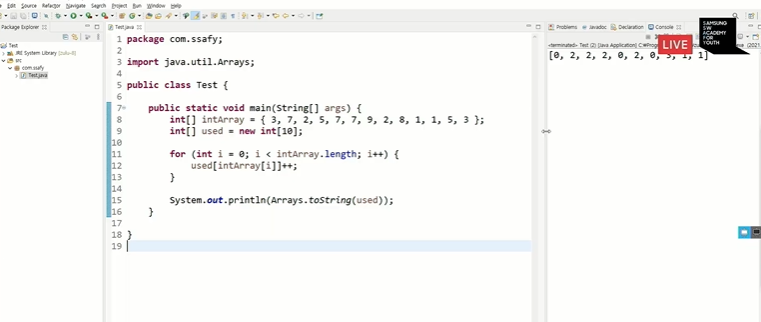 File Edit Source Refactor Navigate Search Project Run Window Help
Package Explorer
Test.java
Problems Javadoc Declaration Console
Test
JRE System Library
src
com.ssafy
Test.java
1 package com.ssafy;
2
3 import java.util.Arrays;
4
5 public class Test {
6
7 public static void main(String[] args) {
8 int[] intArray = { 3, 7, 2, 5, 7, 7, 9, 2, 8, 1, 1, 5, 3 };
9 int[] used = new int[10];
10
11 for (int i = 0; i < intArray.length; i++) {
12 used[intArray[i]]++;
13 }
14
15 System.out.println(Arrays.toString(used));
16 }
17
18 }
19
<terminated> Test (2) [Java Application]
[0, 2, 2, 2, 0, 2, 0, 3, 1, 1]
LIVE
SAMSUNG
SW
ACADEMY
FOR
YOUTH